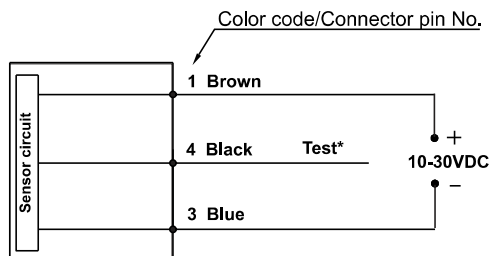 Color code/Connector pin No.
1 Brown
Sensor circuit
4 Black Test*
+
10-30VDC
−
3 Blue